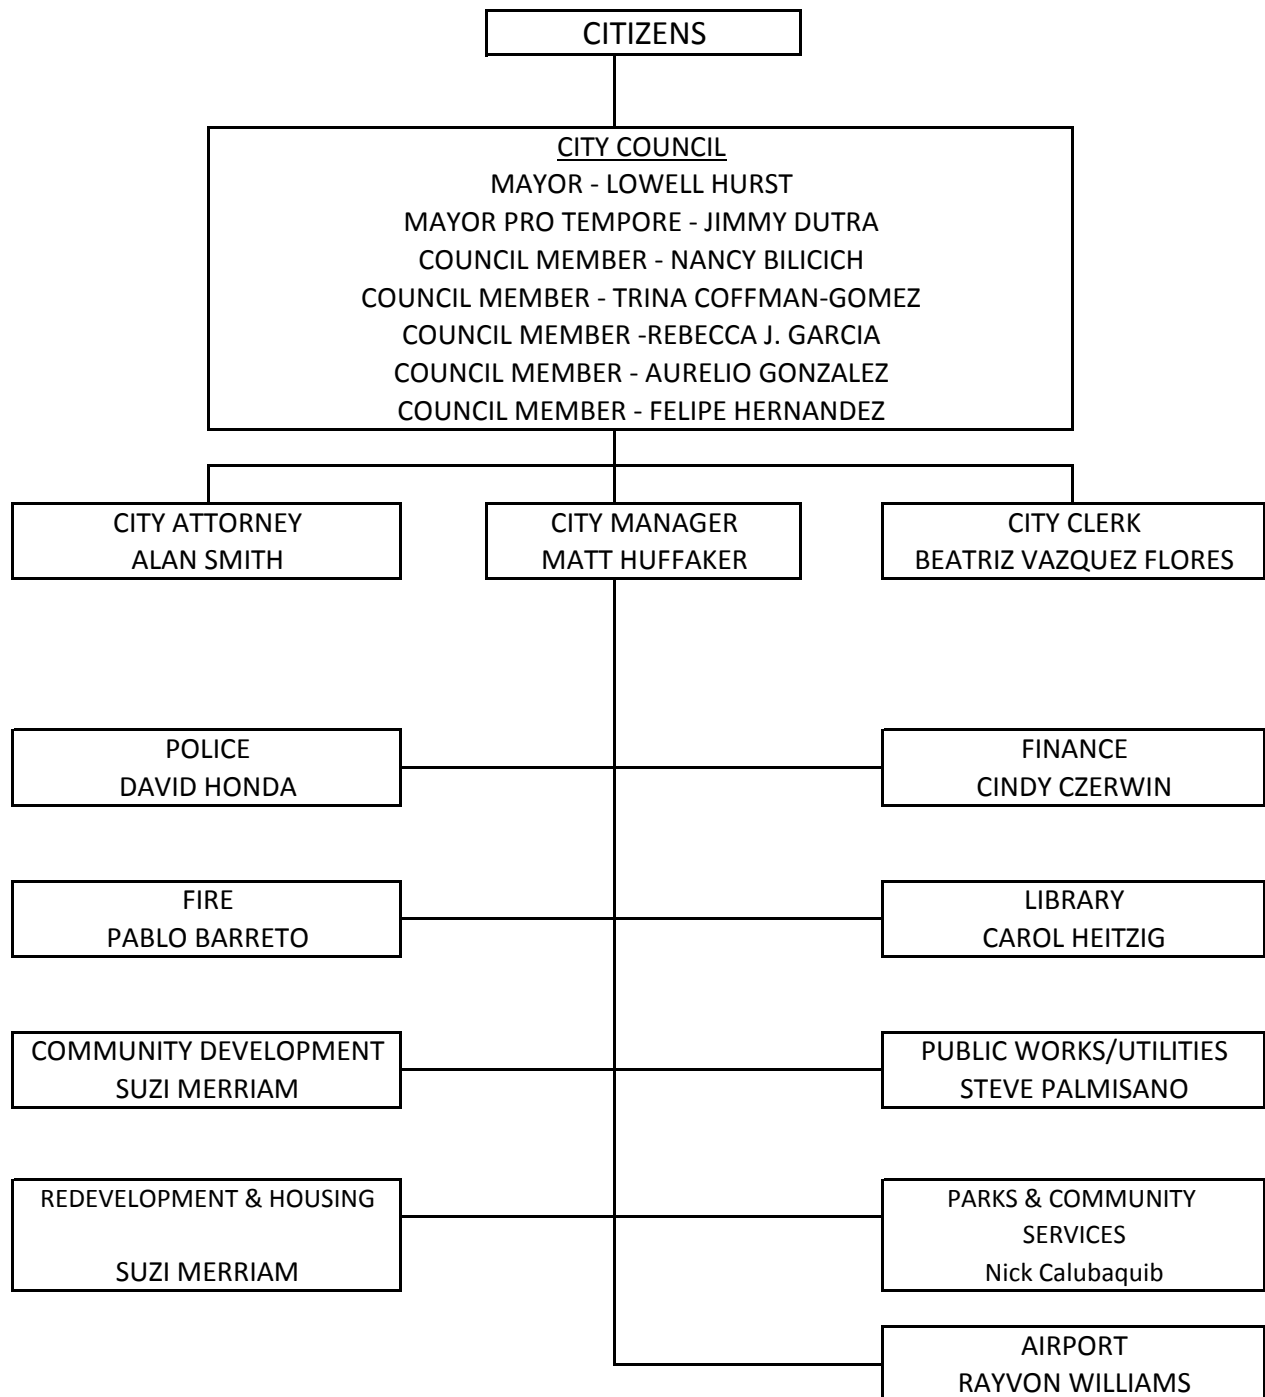 CITIZENS
CITY COUNCIL
MAYOR - LOWELL HURST
MAYOR PRO TEMPORE - JIMMY DUTRA
COUNCIL MEMBER - NANCY BILICICH
COUNCIL MEMBER - TRINA COFFMAN-GOMEZ
COUNCIL MEMBER -REBECCA J. GARCIA
COUNCIL MEMBER - AURELIO GONZALEZ
COUNCIL MEMBER - FELIPE HERNANDEZ
CITY ATTORNEY
ALAN SMITH
CITY MANAGER
MATT HUFFAKER
CITY CLERK
BEATRIZ VAZQUEZ FLORES
POLICE
DAVID HONDA
FINANCE
CINDY CZERWIN
FIRE
PABLO BARRETO
LIBRARY
CAROL HEITZIG
COMMUNITY DEVELOPMENT
SUZI MERRIAM
PUBLIC WORKS/UTILITIES
STEVE PALMISANO
REDEVELOPMENT & HOUSING
SUZI MERRIAM
PARKS & COMMUNITY
SERVICES
Nick Calubaquib
AIRPORT
RAYVON WILLIAMS